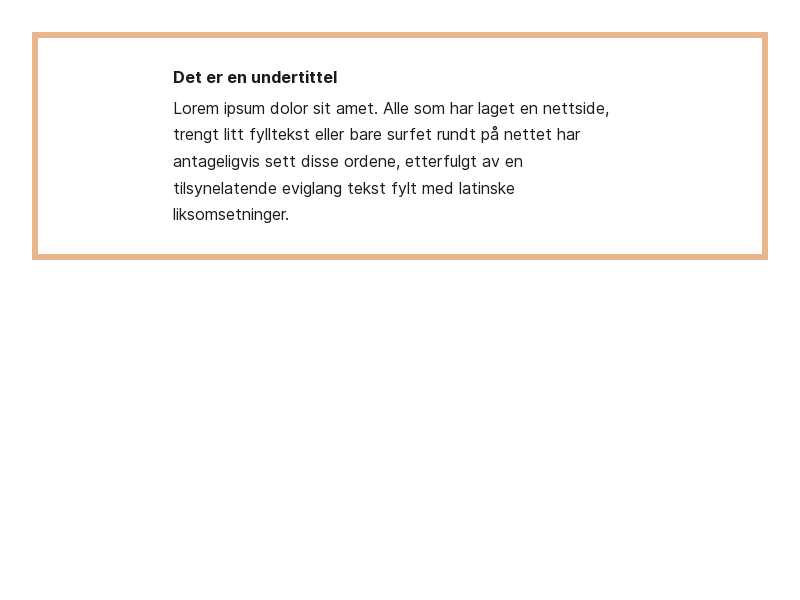 Det er en undertittel
Lorem ipsum dolor sit amet. Alle som har laget en nettside,
trengt litt fylltekst eller bare surfet rundt på nettet har
antageligvis sett disse ordene, etterfulgt av en
tilsynelatende eviglang tekst fylt med latinske
liksomsetninger.